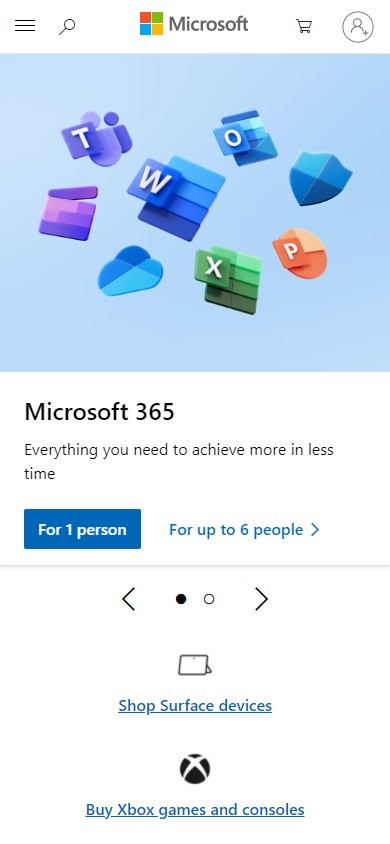 Microsoft
T
O
W
X
P
Microsoft 365
Everything you need to achieve more in less
time
For 1 person
For up to 6 people
Shop Surface devices
Buy Xbox games and consoles